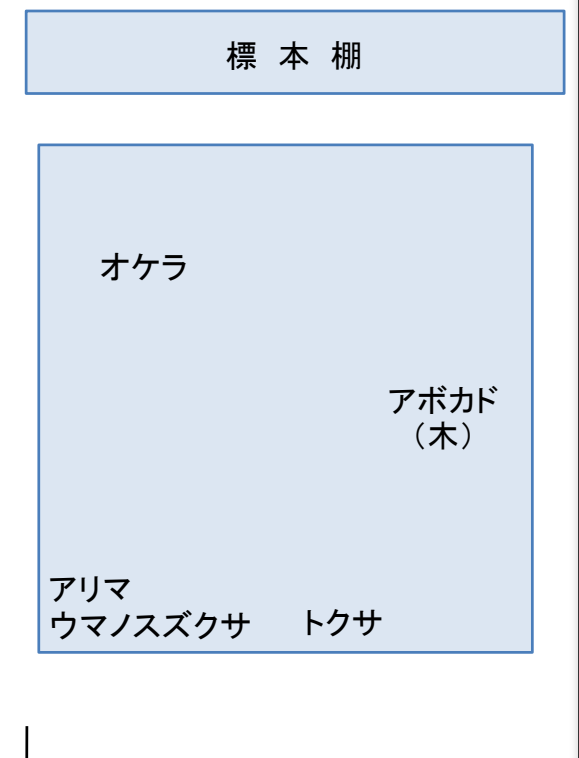 標 本 棚
オケラ
アボカド
（木）
アリマ
ウマノスズクサ
トクサ